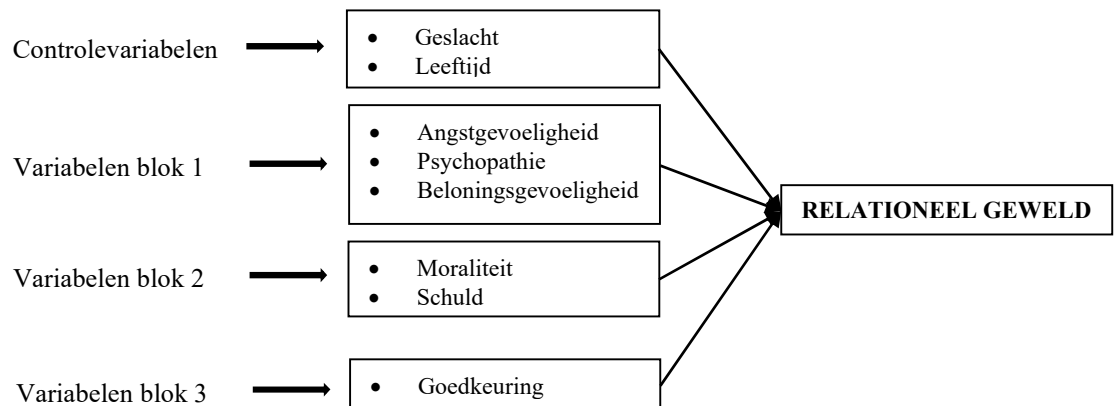 Controlevariabelen
• Geslacht
• Leeftijd
Variabelen blok 1
• Angstgevoeligheid
• Psychopathie
• Beloningsgevoeligheid
RELATIONEEL GEWELD
Variabelen blok 2
• Moraliteit
• Schuld
Variabelen blok 3
• Goedkeuring